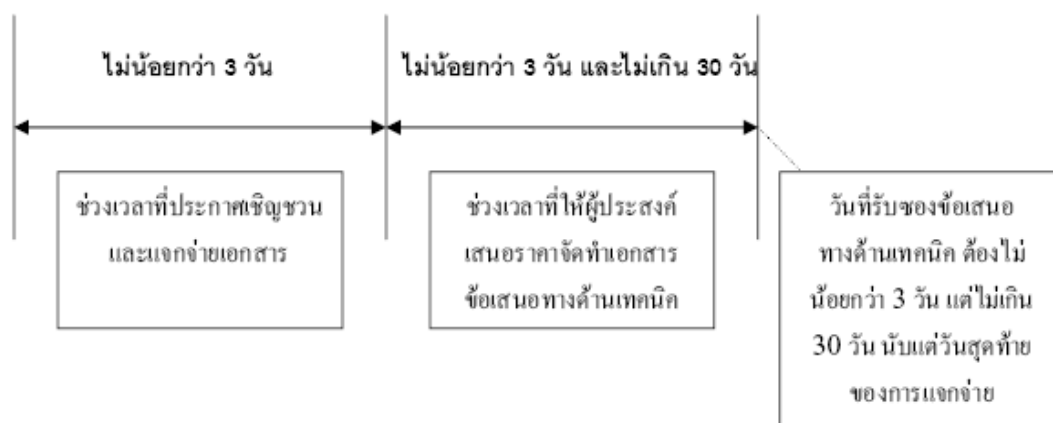 ไม่น้อยกว่า 3 วัน
ไม่น้อยกว่า 3 วัน และไม่เกิน 30 วัน
ช่วงเวลาที่ประกาศเชิญชวน
และแจกจ่ายเอกสาร
ช่วงเวลาที่ให้ผู้ประสงค์
เสนอราคาจัดทำเอกสาร
ข้อเสนอทางด้านเทคนิค
วันที่รับซองข้อเสนอ
ทางด้านเทคนิค ต้องไม่
น้อยกว่า 3 วัน แต่ไม่เกิน
30 วัน นับแต่วันสุดท้าย
ของการแจกจ่าย